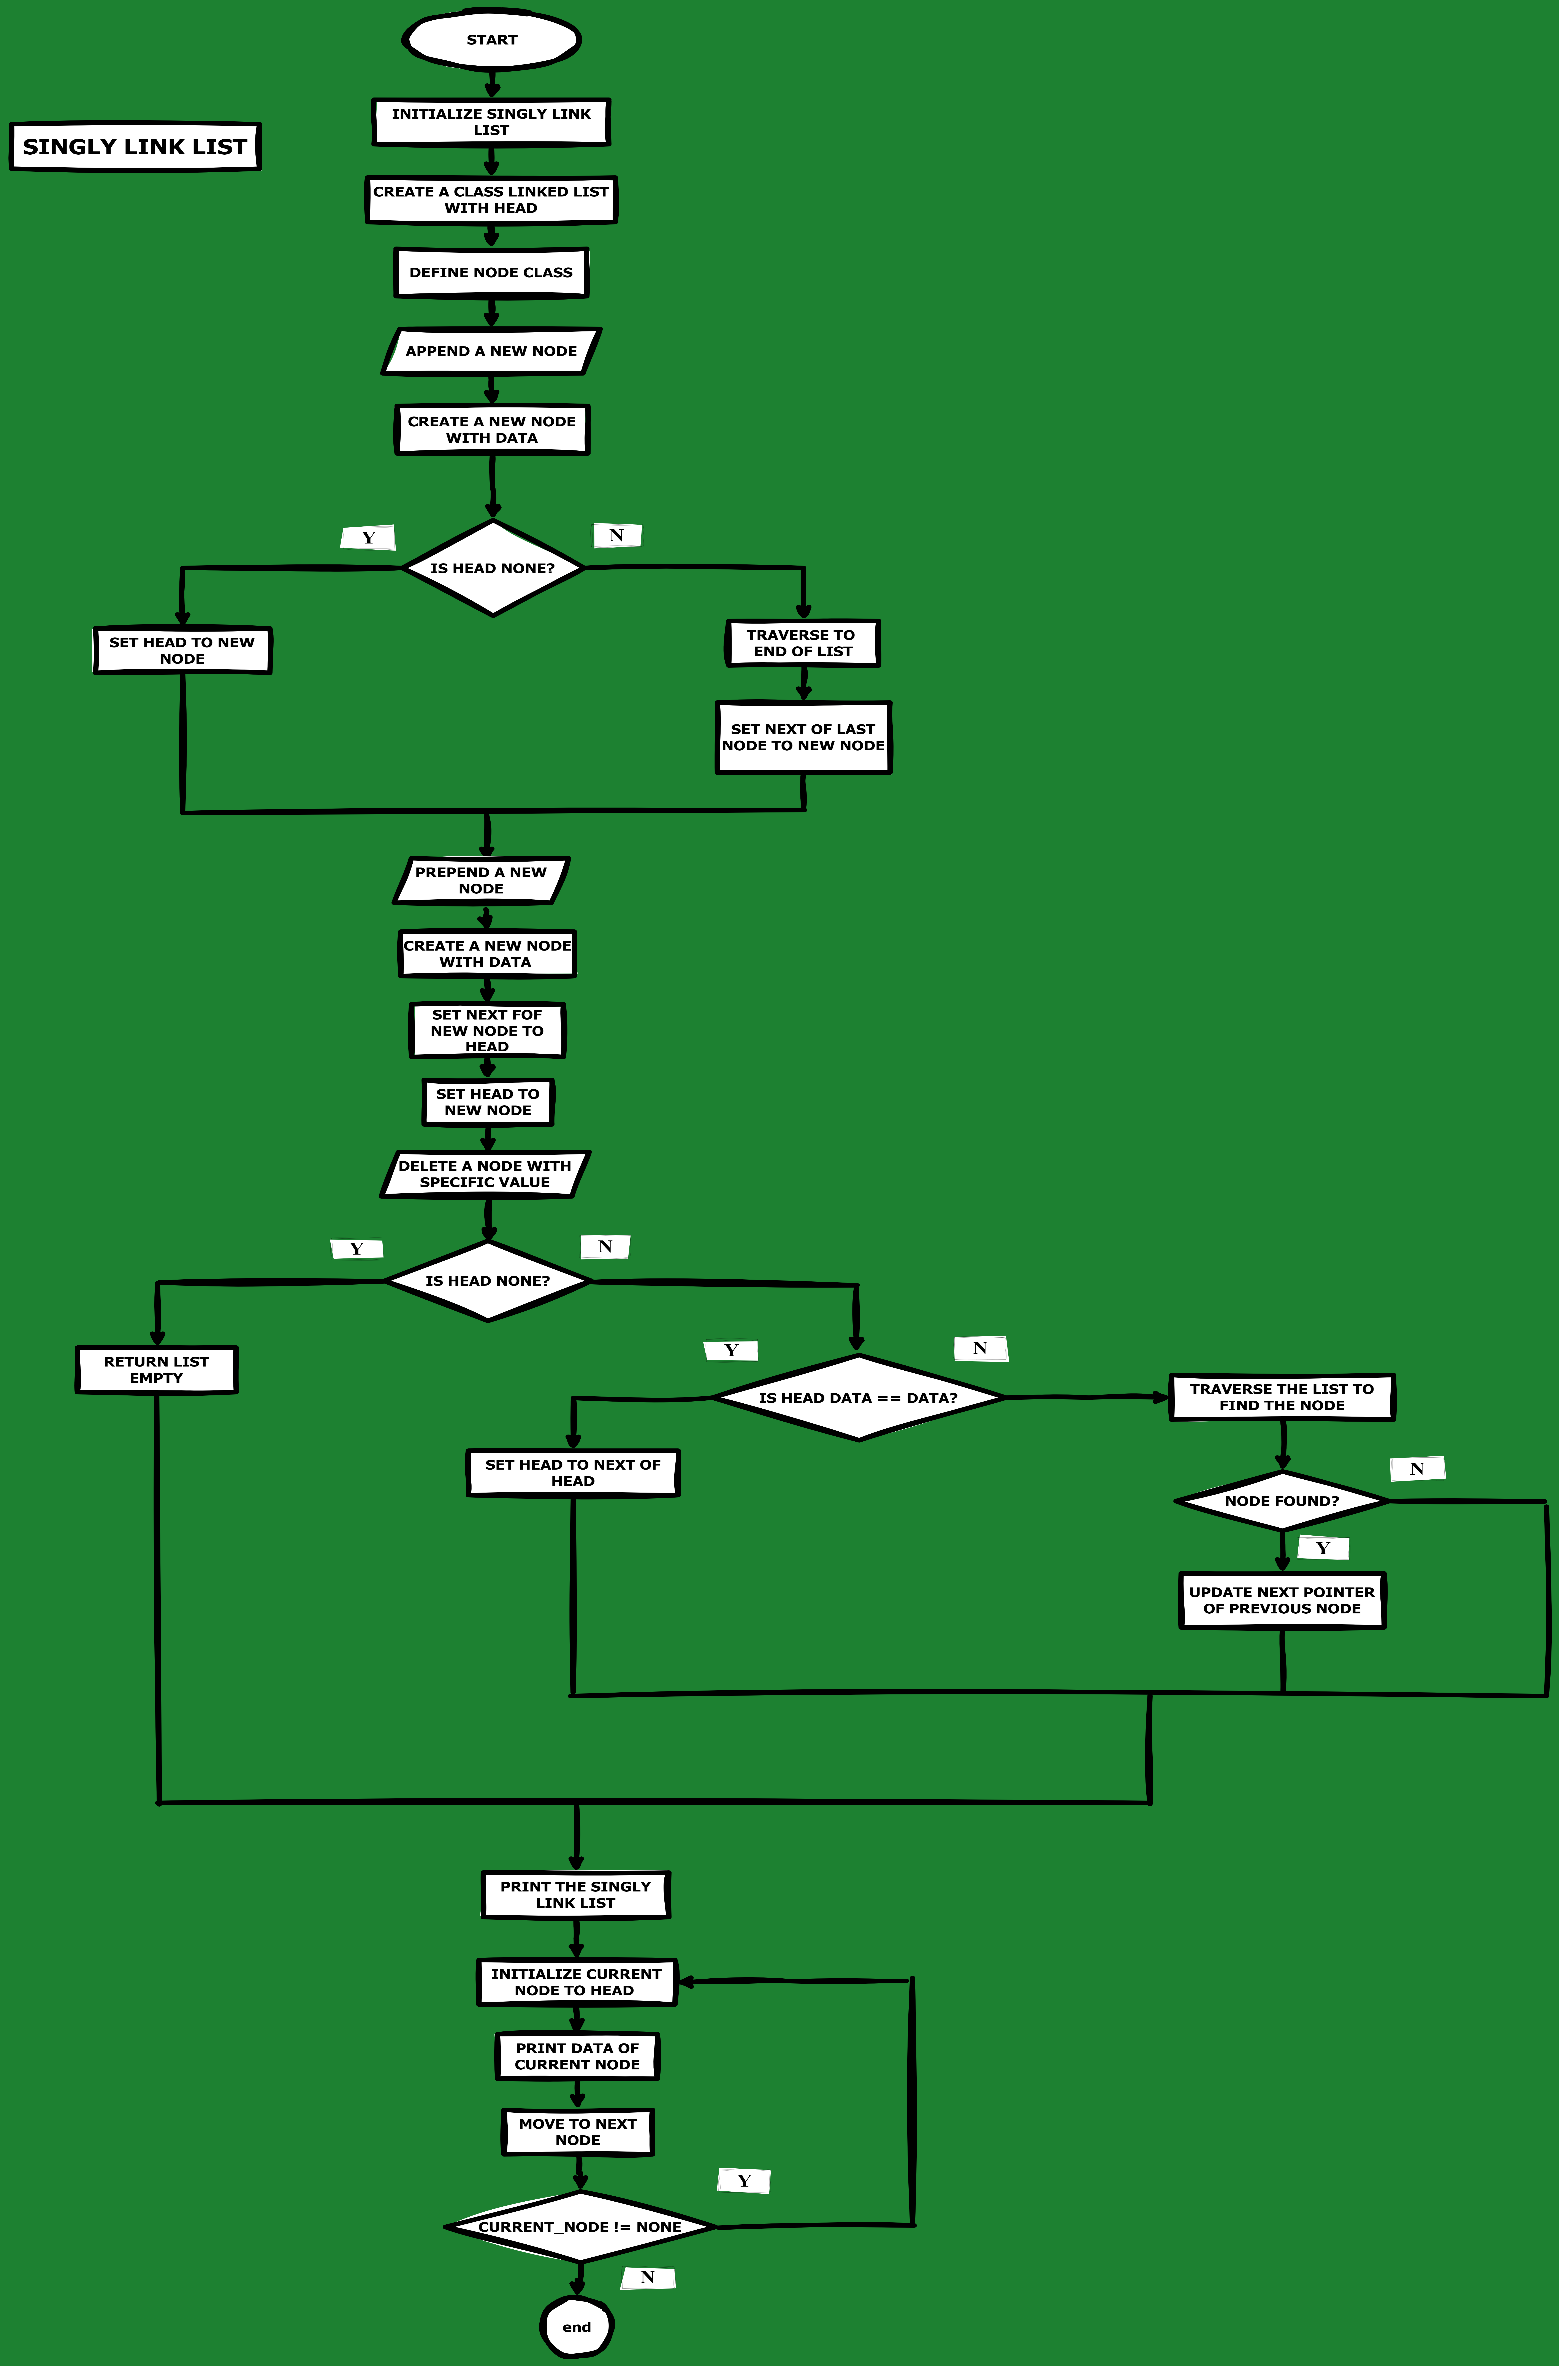 START
INITIALIZE SINGLY LINK
LIST
SINGLY LINK LIST
CREATE A CLASS LINKED LIST
WITH HEAD
DEFINE NODE CLASS
APPEND A NEW NODE
CREATE A NEW NODE
WITH DATA
Y
N
IS HEAD NONE?
SET HEAD TO NEW
NODE
TRAVERSE TO
END OF LIST
SET NEXT OF LAST
NODE TO NEW NODE
PREPEND A NEW
NODE
CREATE A NEW NODE
WITH DATA
SET NEXT FOF
NEW NODE TO
HEAD
SET HEAD TO
NEW NODE
DELETE A NODE WITH
SPECIFIC VALUE
Y
N
IS HEAD NONE?
RETURN LIST
EMPTY
Y
N
IS HEAD DATA == DATA?
TRAVERSE THE LIST TO
FIND THE NODE
SET HEAD TO NEXT OF
HEAD
N
NODE FOUND?
Y
UPDATE NEXT POINTER
OF PREVIOUS NODE
PRINT THE SINGLY
LINK LIST
INITIALIZE CURRENT
NODE TO HEAD
PRINT DATA OF
CURRENT NODE
MOVE TO NEXT
NODE
Y
CURRENT_NODE != NONE
N
end